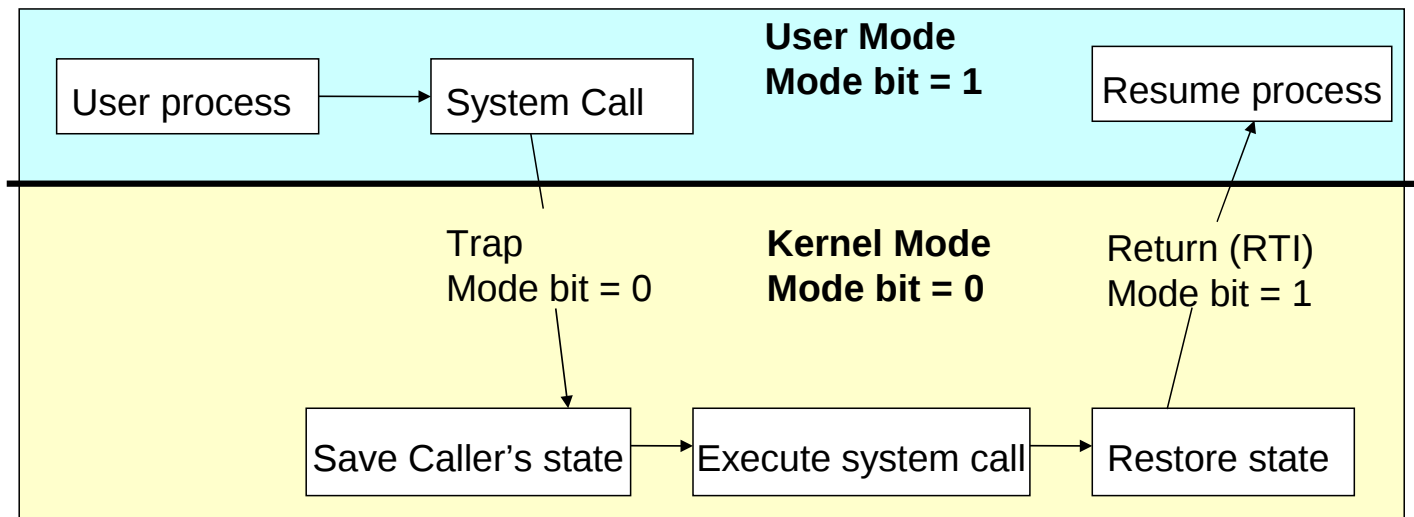 User Mode
Mode bit = 1
User process
System Call
Resume process
Trap
Mode bit = 0
Kernel Mode
Mode bit = 0
Return (RTI)
Mode bit = 1
Save Caller’s state
Execute system call
Restore state